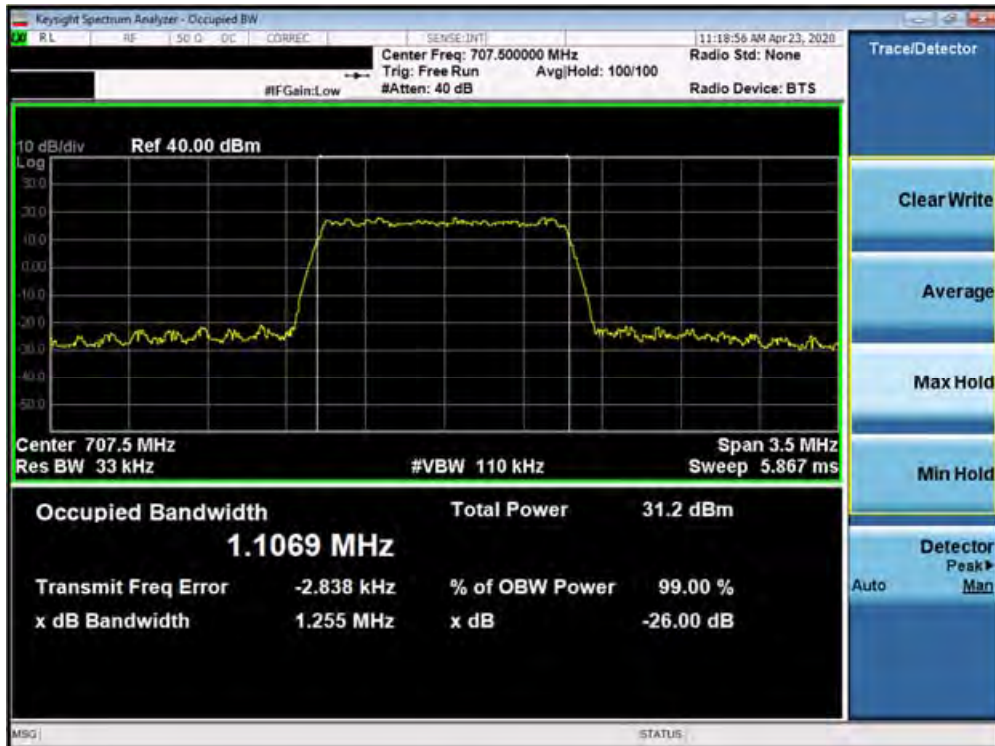 Keysight Spectrum Analyzer - Occupied BW
LXI RL RF 50 Ω DC CORREC SENSE:INT 11:18:56 AM Apr 23, 2020
Center Freq: 707.500000 MHz Radio Std: None
Trig: Free Run Avg|Hold: 100/100
#IFGain:Low #Atten: 40 dB Radio Device: BTS
Trace/Detector
10 dB/div Ref 40.00 dBm
Log
30.0
20.0
10.0
0.00
-10.0
-20.0
-30.0
-40.0
-50.0
Center 707.5 MHz Span 3.5 MHz
Res BW 33 kHz #VBW 110 kHz Sweep 5.867 ms
Occupied Bandwidth Total Power 31.2 dBm
1.1069 MHz
Transmit Freq Error -2.838 kHz % of OBW Power 99.00 %
x dB Bandwidth 1.255 MHz x dB -26.00 dB
Clear Write
Average
Max Hold
Min Hold
Detector
Peak▶
Auto Man
MSG STATUS